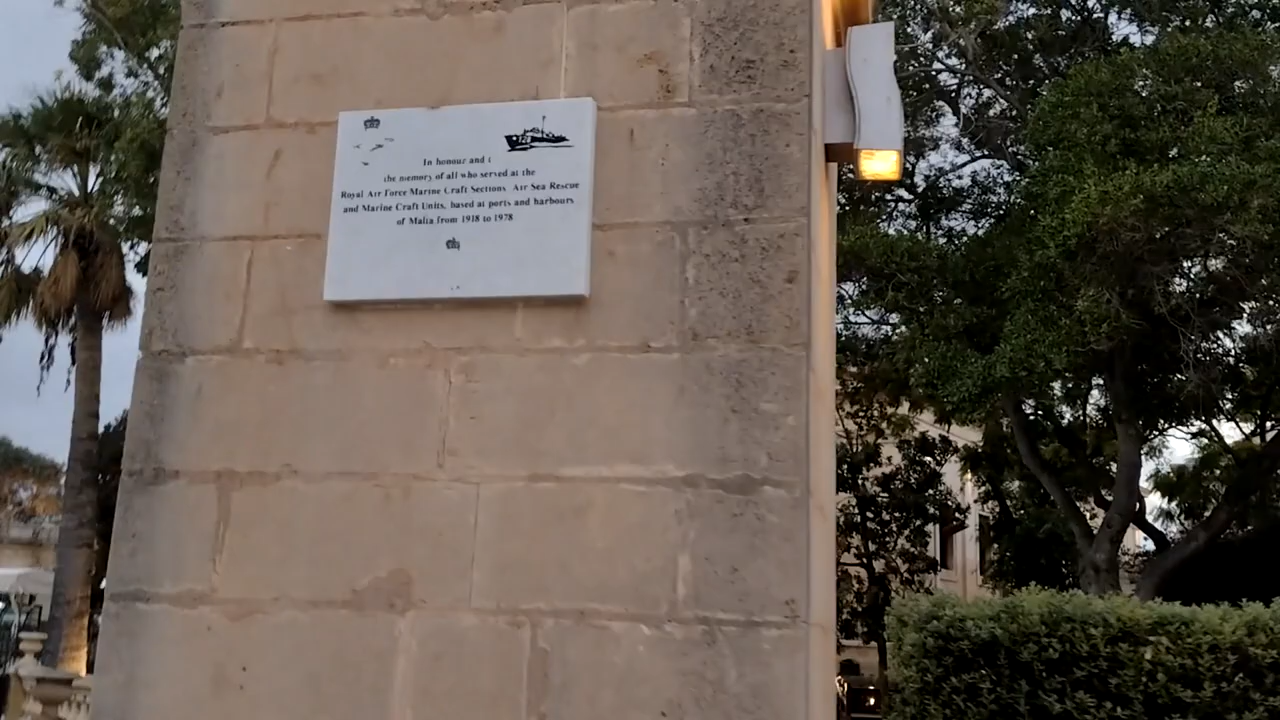 In honour and i
the memory of all who served at the
Royal Air Force Marine Craft Sections Air Sea Rescue
and Marine Craft Units, based at ports and harbours
of Malta from 1918 to 1978